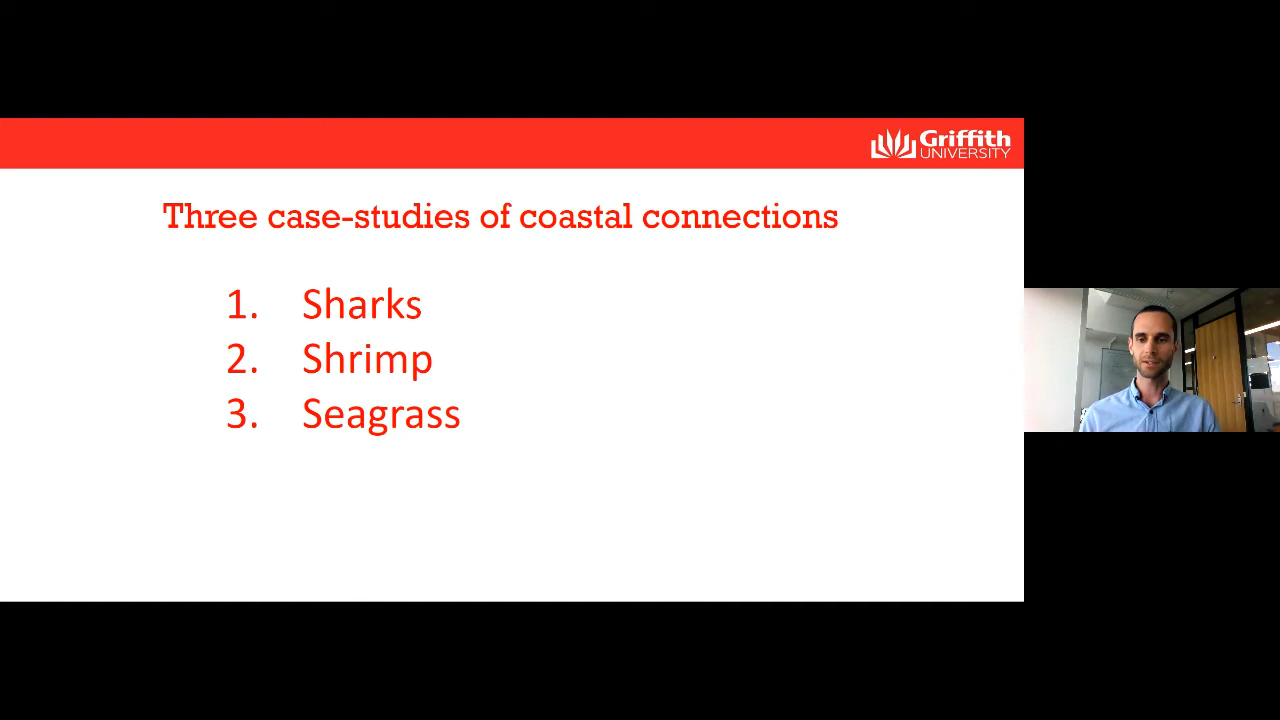 Griffith
UNIVERSITY
Three case-studies of coastal connections
1. Sharks
2. Shrimp
3. Seagrass